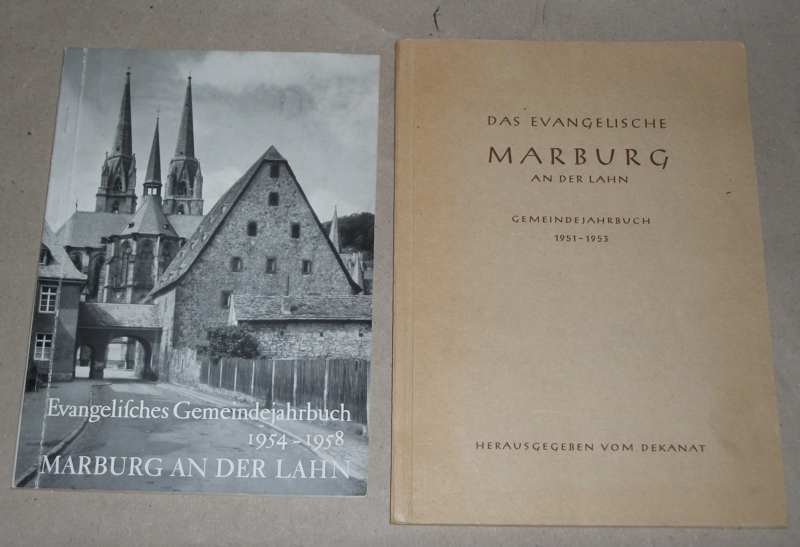 Evangeliſches Gemeindejahrbuch
1954–1958
MARBURG AN DER LAHN
DAS EVANGELISCHE
MARBURG
AN DER LAHN
GEMEINDEJAHRBUCH
1951–1953
HERAUSGEGEBEN VOM DEKANAT